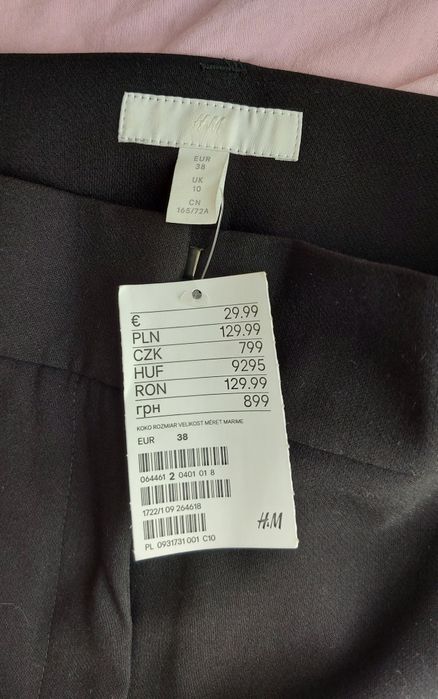 H&M
EUR
38
UK
10
CN
165/72A
€ 29.99
PLN 129.99
CZK 799
HUF 9295
RON 129.99
грн 899
KOKO ROZMIAR VELIKOST MÉRET MARIME
EUR 38
064461 2 0401 01 8
1722/1 09 264618
H&M
PL 0931731 001 C10